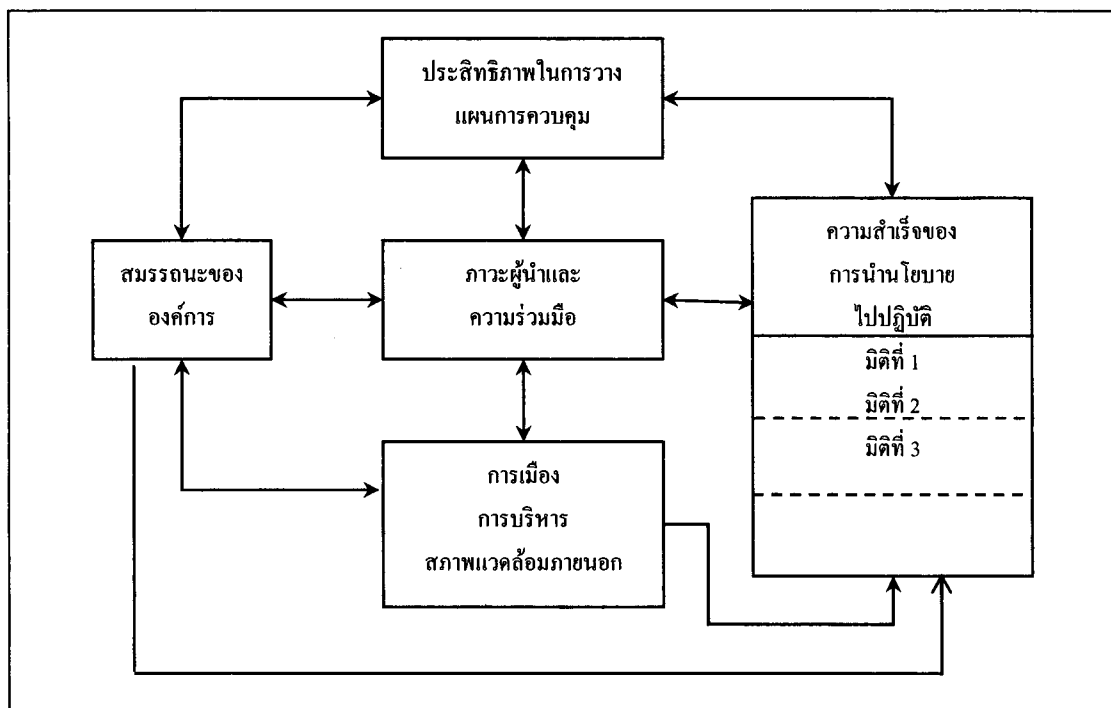 ประสิทธิภาพในการวาง
แผนการควบคุม
สมรรถนะของ
องค์การ
ภาวะผู้นำและ
ความร่วมมือ
ความสำเร็จของ
การนำนโยบาย
ไปปฏิบัติ
มิติที่ 1
มิติที่ 2
มิติที่ 3
การเมือง
การบริหาร
สภาพแวดล้อมภายนอก